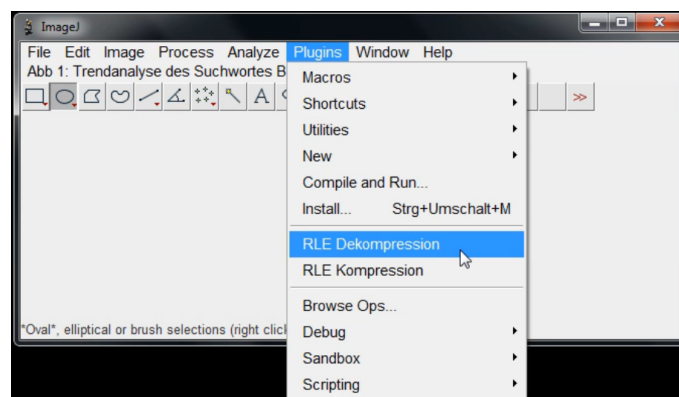 ImageJ
File Edit Image Process Analyze Plugins Window Help
Abb 1: Trendanalyse des Suchwortes B
A
>>
*Oval*, elliptical or brush selections (right clic
Macros
Shortcuts
Utilities
New
Compile and Run...
Install... Strg+Umschalt+M
RLE Dekompression
RLE Kompression
Browse Ops...
Debug
Sandbox
Scripting